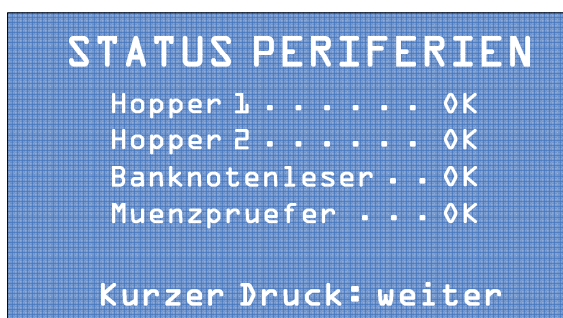 STATUS PERIFERIEN
Hopper 1 . . . . . . OK
Hopper 2 . . . . . . OK
Banknotenleser . . OK
Muenzpruefer . . . OK
Kurzer Druck: weiter